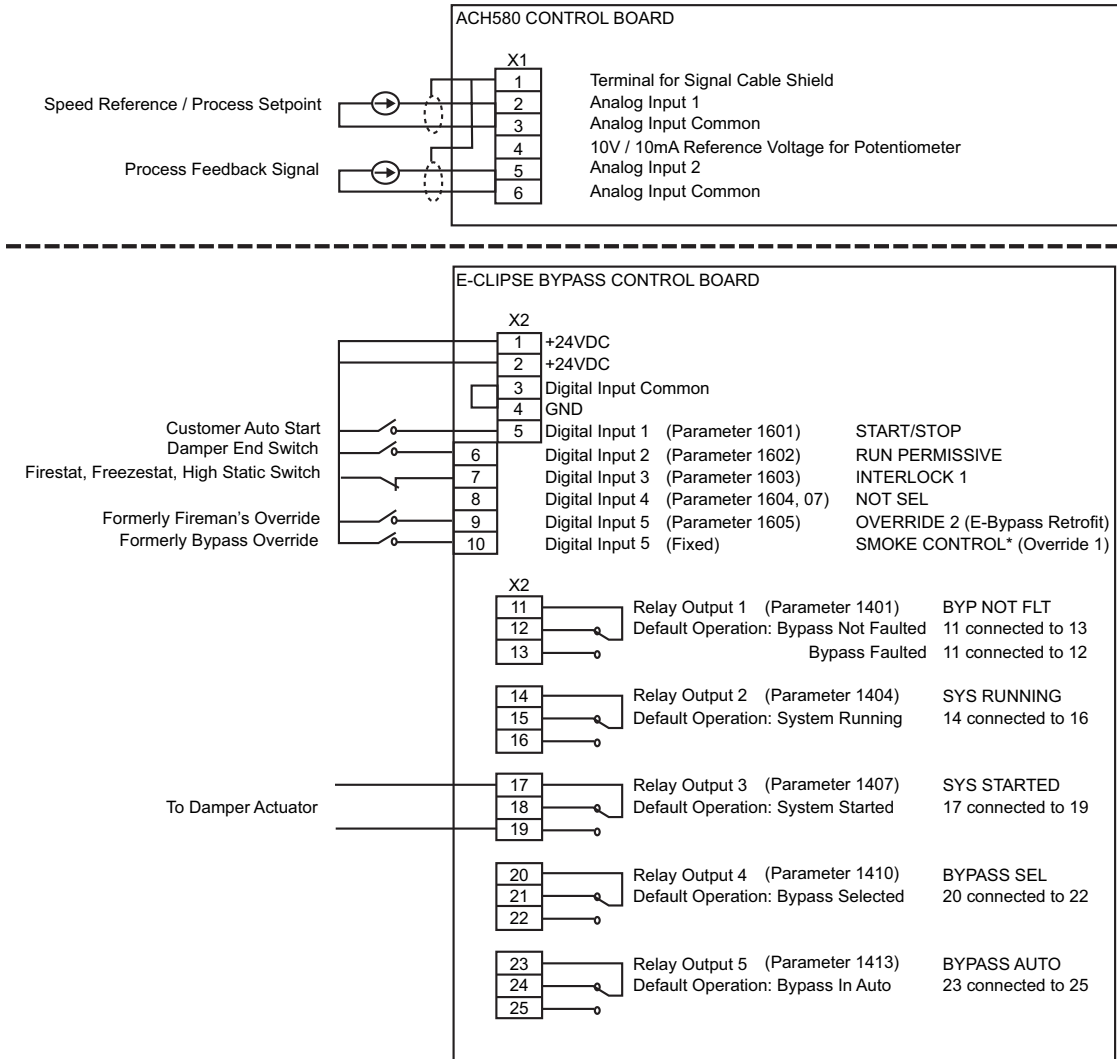 ACH580 CONTROL BOARD
X1
1 Terminal for Signal Cable Shield
Speed Reference / Process Setpoint 2 Analog Input 1
3 Analog Input Common
4 10V / 10mA Reference Voltage for Potentiometer
Process Feedback Signal 5 Analog Input 2
6 Analog Input Common
E-CLIPSE BYPASS CONTROL BOARD
X2
1 +24VDC
2 +24VDC
3 Digital Input Common
4 GND
Customer Auto Start 5 Digital Input 1 (Parameter 1601) START/STOP
Damper End Switch 6 Digital Input 2 (Parameter 1602) RUN PERMISSIVE
Firestat, Freezestat, High Static Switch 7 Digital Input 3 (Parameter 1603) INTERLOCK 1
8 Digital Input 4 (Parameter 1604, 07) NOT SEL
Formerly Fireman's Override 9 Digital Input 5 (Parameter 1605) OVERRIDE 2 (E-Bypass Retrofit)
Formerly Bypass Override 10 Digital Input 5 (Fixed) SMOKE CONTROL* (Override 1)
X2
11 Relay Output 1 (Parameter 1401) BYP NOT FLT
12 Default Operation: Bypass Not Faulted 11 connected to 13
13 Bypass Faulted 11 connected to 12
14 Relay Output 2 (Parameter 1404) SYS RUNNING
15 Default Operation: System Running 14 connected to 16
16
17 Relay Output 3 (Parameter 1407) SYS STARTED
To Damper Actuator 18 Default Operation: System Started 17 connected to 19
19
20 Relay Output 4 (Parameter 1410) BYPASS SEL
21 Default Operation: Bypass Selected 20 connected to 22
22
23 Relay Output 5 (Parameter 1413) BYPASS AUTO
24 Default Operation: Bypass In Auto 23 connected to 25
25